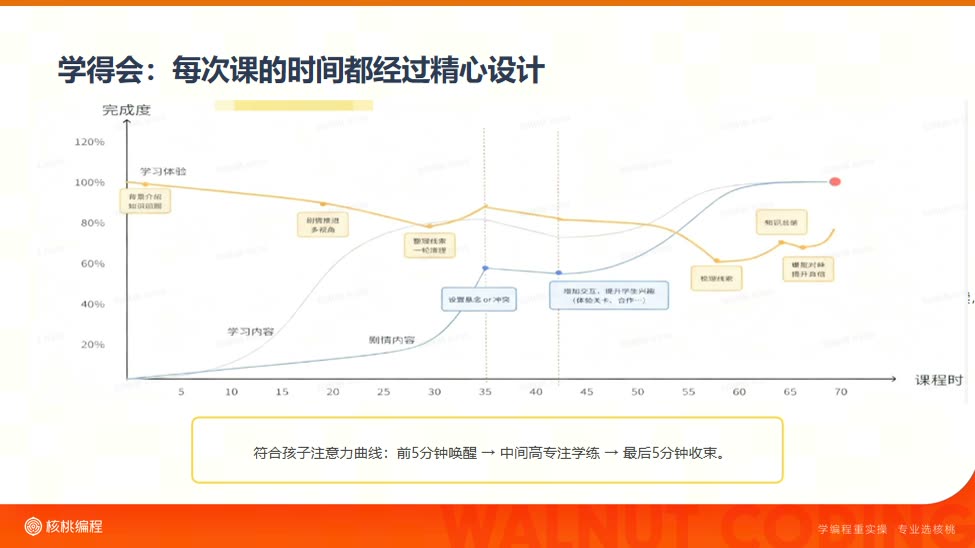 学得会：每次课的时间都经过精心设计
完成度
120%
100%
80%
60%
40%
20%
学习体验
背景介绍
知识回顾
剧情推进
多视角
整理线索
一轮推理
设置悬念 or 冲突
增加交互，提升学生兴趣
（体验关卡、合作…）
梳理线索
知识总结
提升自信
学习内容
剧情内容
5 10 15 20 25 30 35 40 45 50 55 60 65 70
课程时
符合孩子注意力曲线：前5分钟唤醒 → 中间高专注学练 → 最后5分钟收束。
核桃编程
WALNUT CODING
学编程重实操 专业选核桃